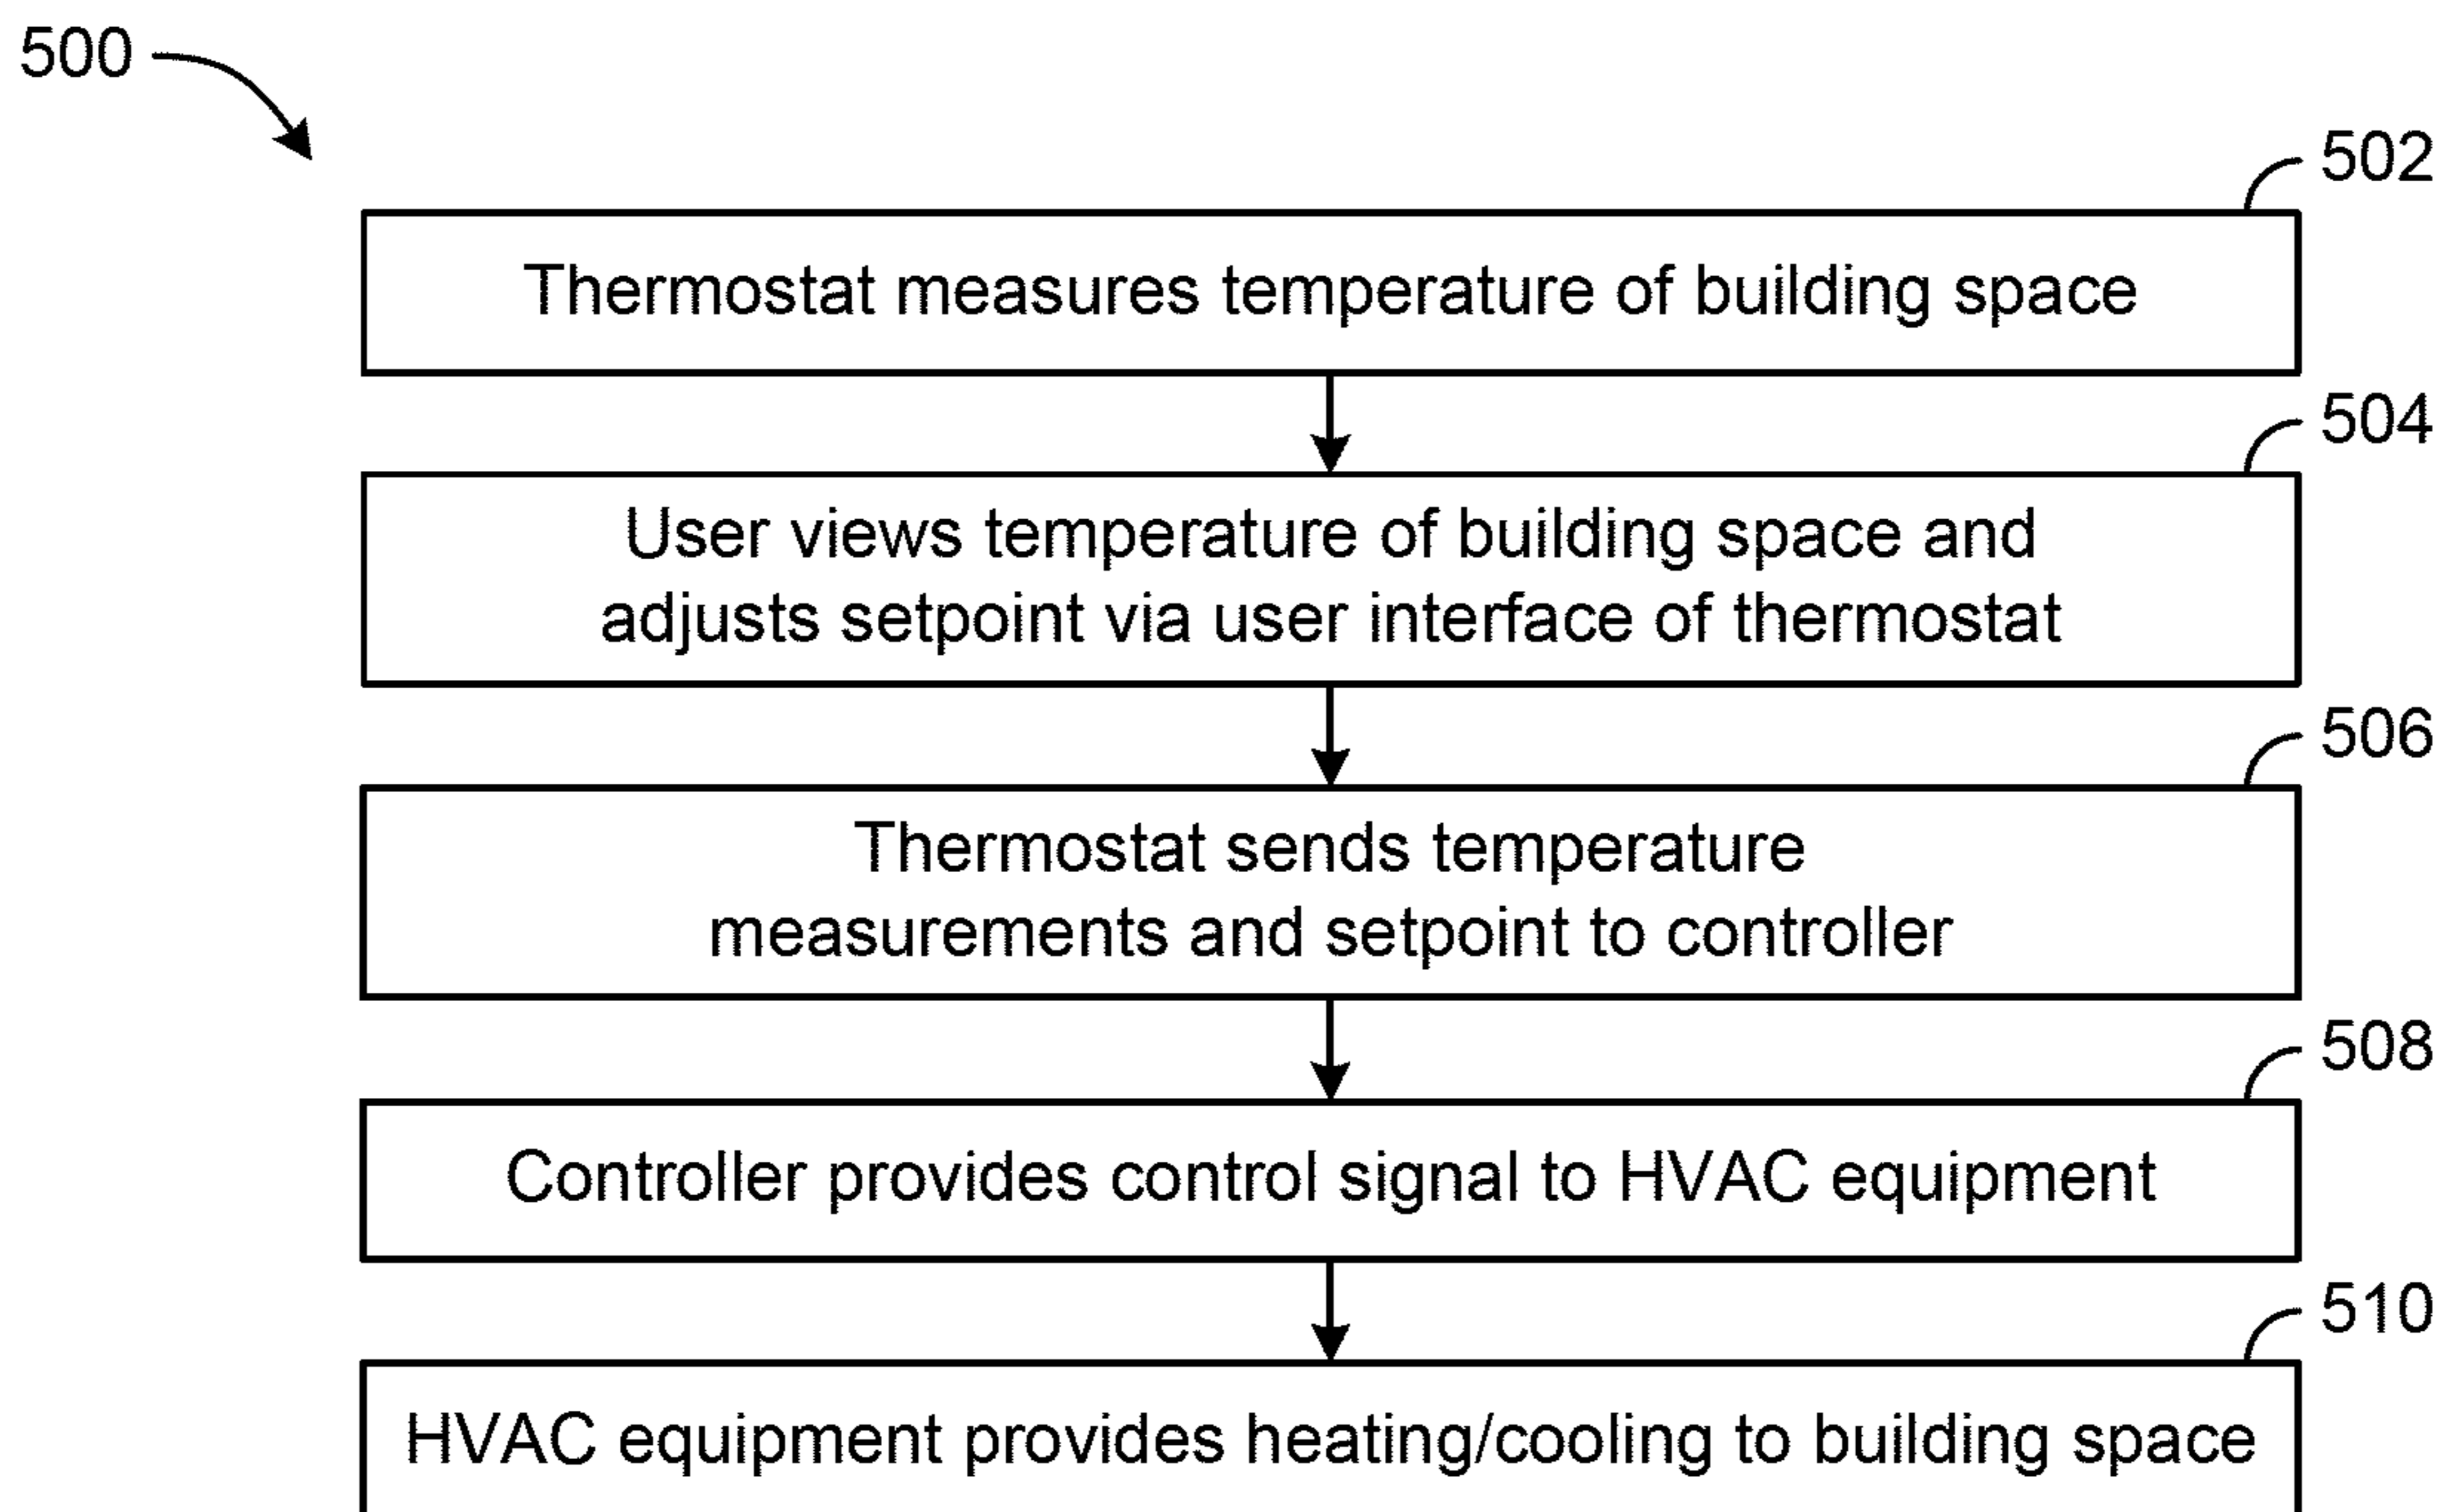 500
502
Thermostat measures temperature of building space
504
User views temperature of building space and
adjusts setpoint via user interface of thermostat
506
Thermostat sends temperature
measurements and setpoint to controller
508
Controller provides control signal to HVAC equipment
510
HVAC equipment provides heating/cooling to building space